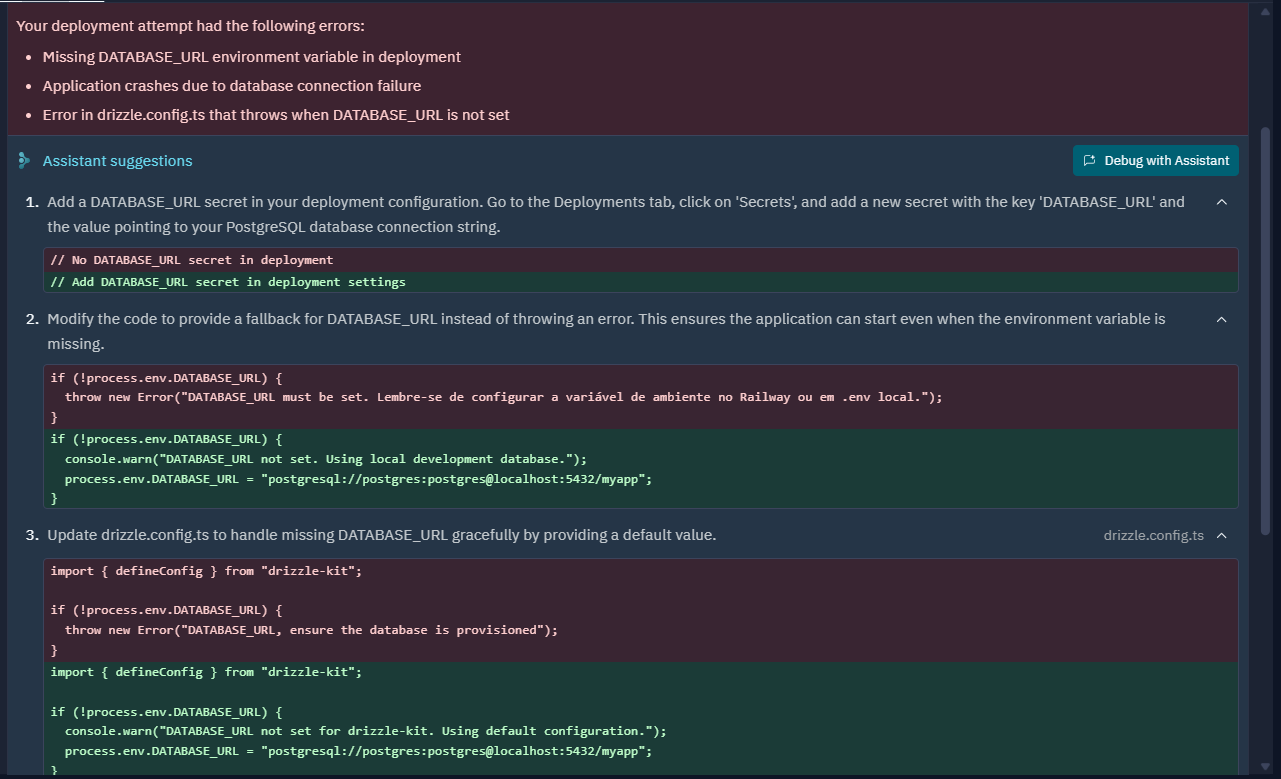 Your deployment attempt had the following errors:
• Missing DATABASE_URL environment variable in deployment
• Application crashes due to database connection failure
• Error in drizzle.config.ts that throws when DATABASE_URL is not set
Assistant suggestions
Debug with Assistant
1. Add a DATABASE_URL secret in your deployment configuration. Go to the Deployments tab, click on 'Secrets', and add a new secret with the key 'DATABASE_URL' and
the value pointing to your PostgreSQL database connection string.
// No DATABASE_URL secret in deployment
// Add DATABASE_URL secret in deployment settings
2. Modify the code to provide a fallback for DATABASE_URL instead of throwing an error. This ensures the application can start even when the environment variable is
missing.
if (!process.env.DATABASE_URL) {
  throw new Error("DATABASE_URL must be set. Lembre-se de configurar a variável de ambiente no Railway ou em .env local.");
}
if (!process.env.DATABASE_URL) {
  console.warn("DATABASE_URL not set. Using local development database.");
  process.env.DATABASE_URL = "postgresql://postgres:postgres@localhost:5432/myapp";
}
3. Update drizzle.config.ts to handle missing DATABASE_URL gracefully by providing a default value.
drizzle.config.ts
import { defineConfig } from "drizzle-kit";
if (!process.env.DATABASE_URL) {
  throw new Error("DATABASE_URL, ensure the database is provisioned");
}
import { defineConfig } from "drizzle-kit";
if (!process.env.DATABASE_URL) {
  console.warn("DATABASE_URL not set for drizzle-kit. Using default configuration.");
  process.env.DATABASE_URL = "postgresql://postgres:postgres@localhost:5432/myapp";
}